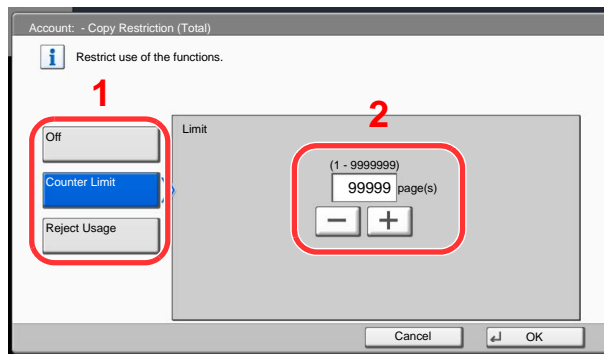 Account: - Copy Restriction (Total)
i
Restrict use of the functions.
1
2
Off
Counter Limit
Reject Usage
Limit
(1 - 9999999)
99999 page(s)
Cancel
OK